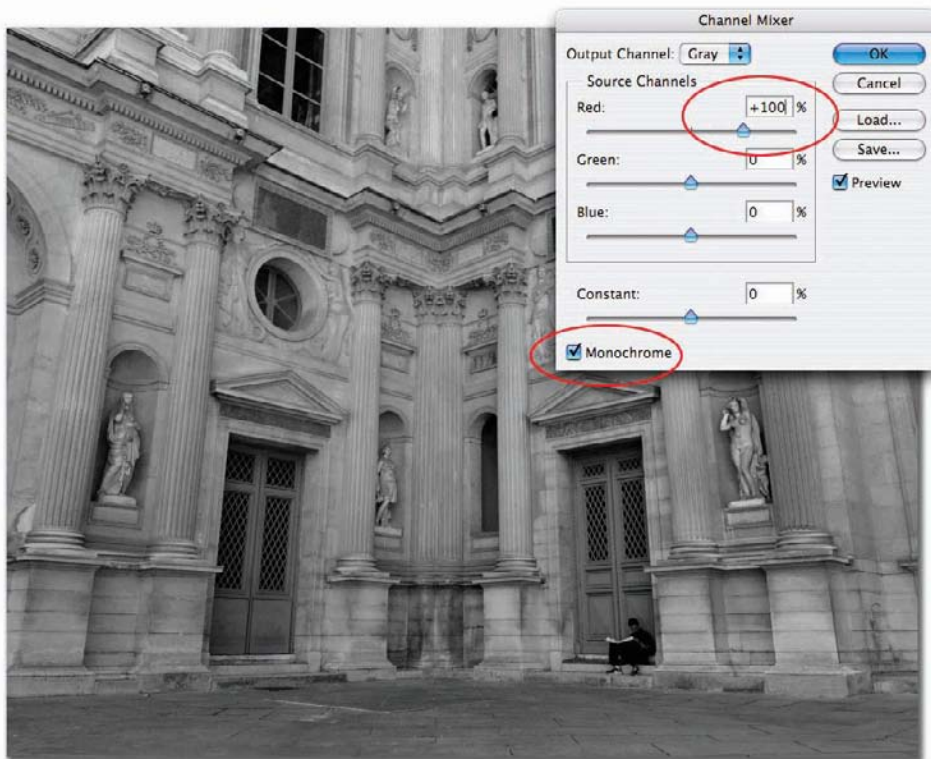 Channel Mixer
Output Channel: Gray
OK
Source Channels
Cancel
Red: +100 %
Load...
Green: 0 %
Save...
Preview
Blue: 0 %
Constant: 0 %
Monochrome